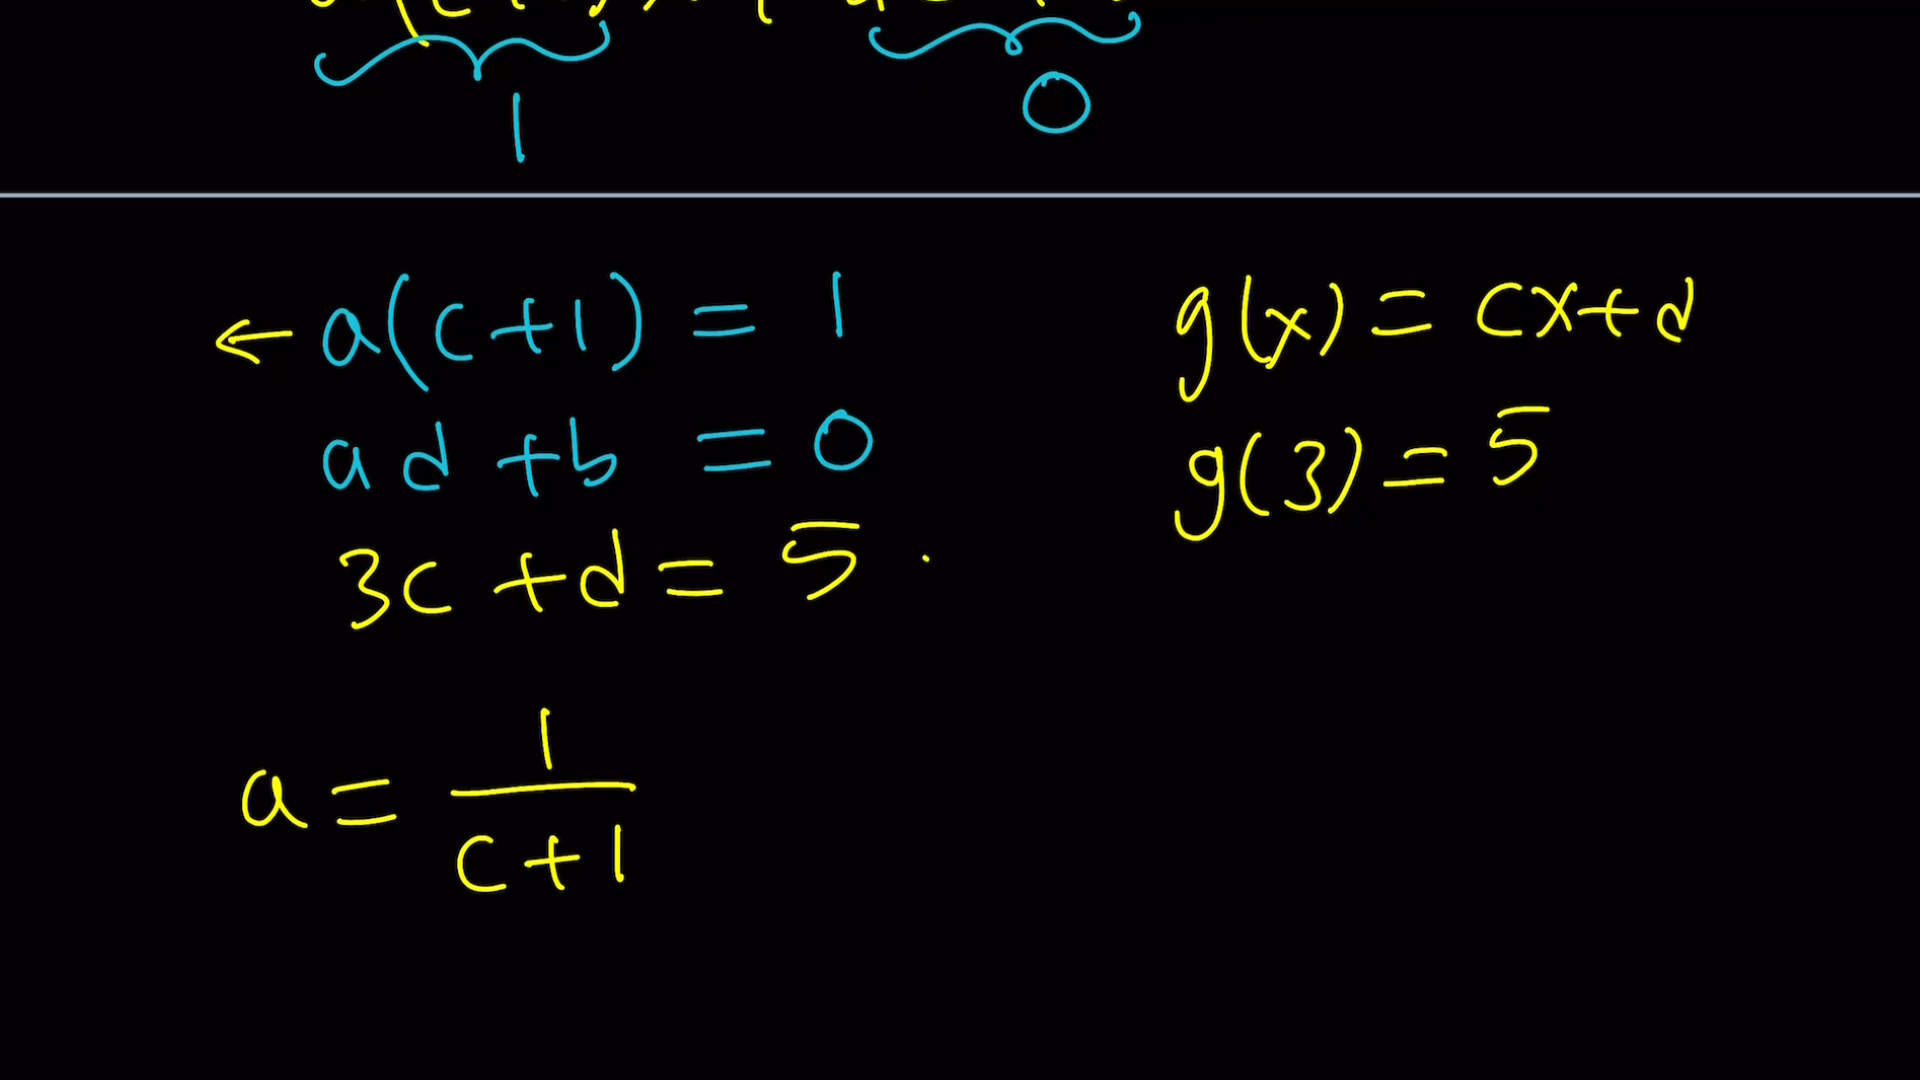 1 0
← a(c+1) = 1
ad + b = 0
3c + d = 5 .
g(x) = cx+d
g(3) = 5
a = 1/(c+1)